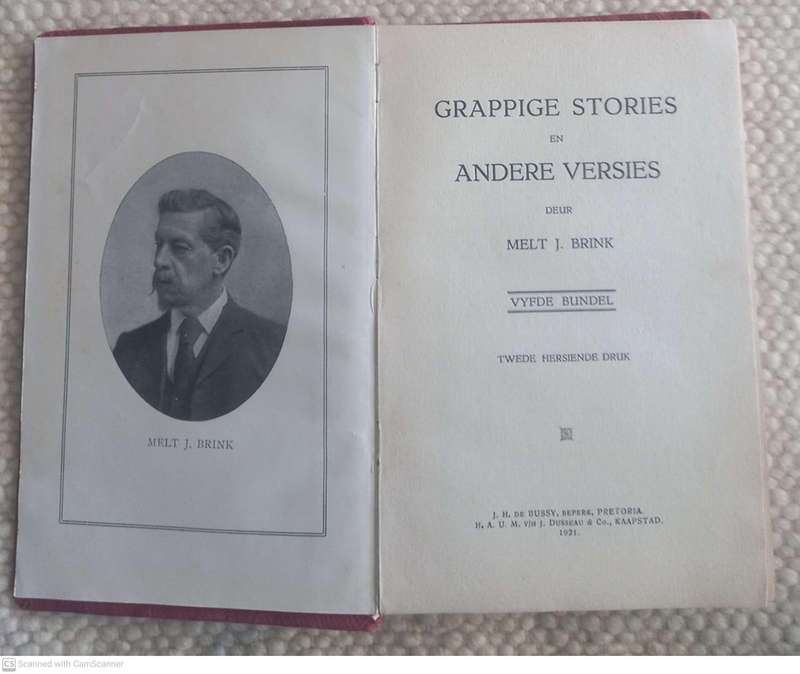 MELT J. BRINK
GRAPPIGE STORIES
EN
ANDERE VERSIES
DEUR
MELT J. BRINK
VYFDE BUNDEL
TWEDE HERSIENDE DRUK
J. H. DE BUSSY, BEPERK, PRETORIA.
H. A. U. M. V/H J. DUSSEAU & Co., KAAPSTAD.
1921.
CS Scanned with CamScanner